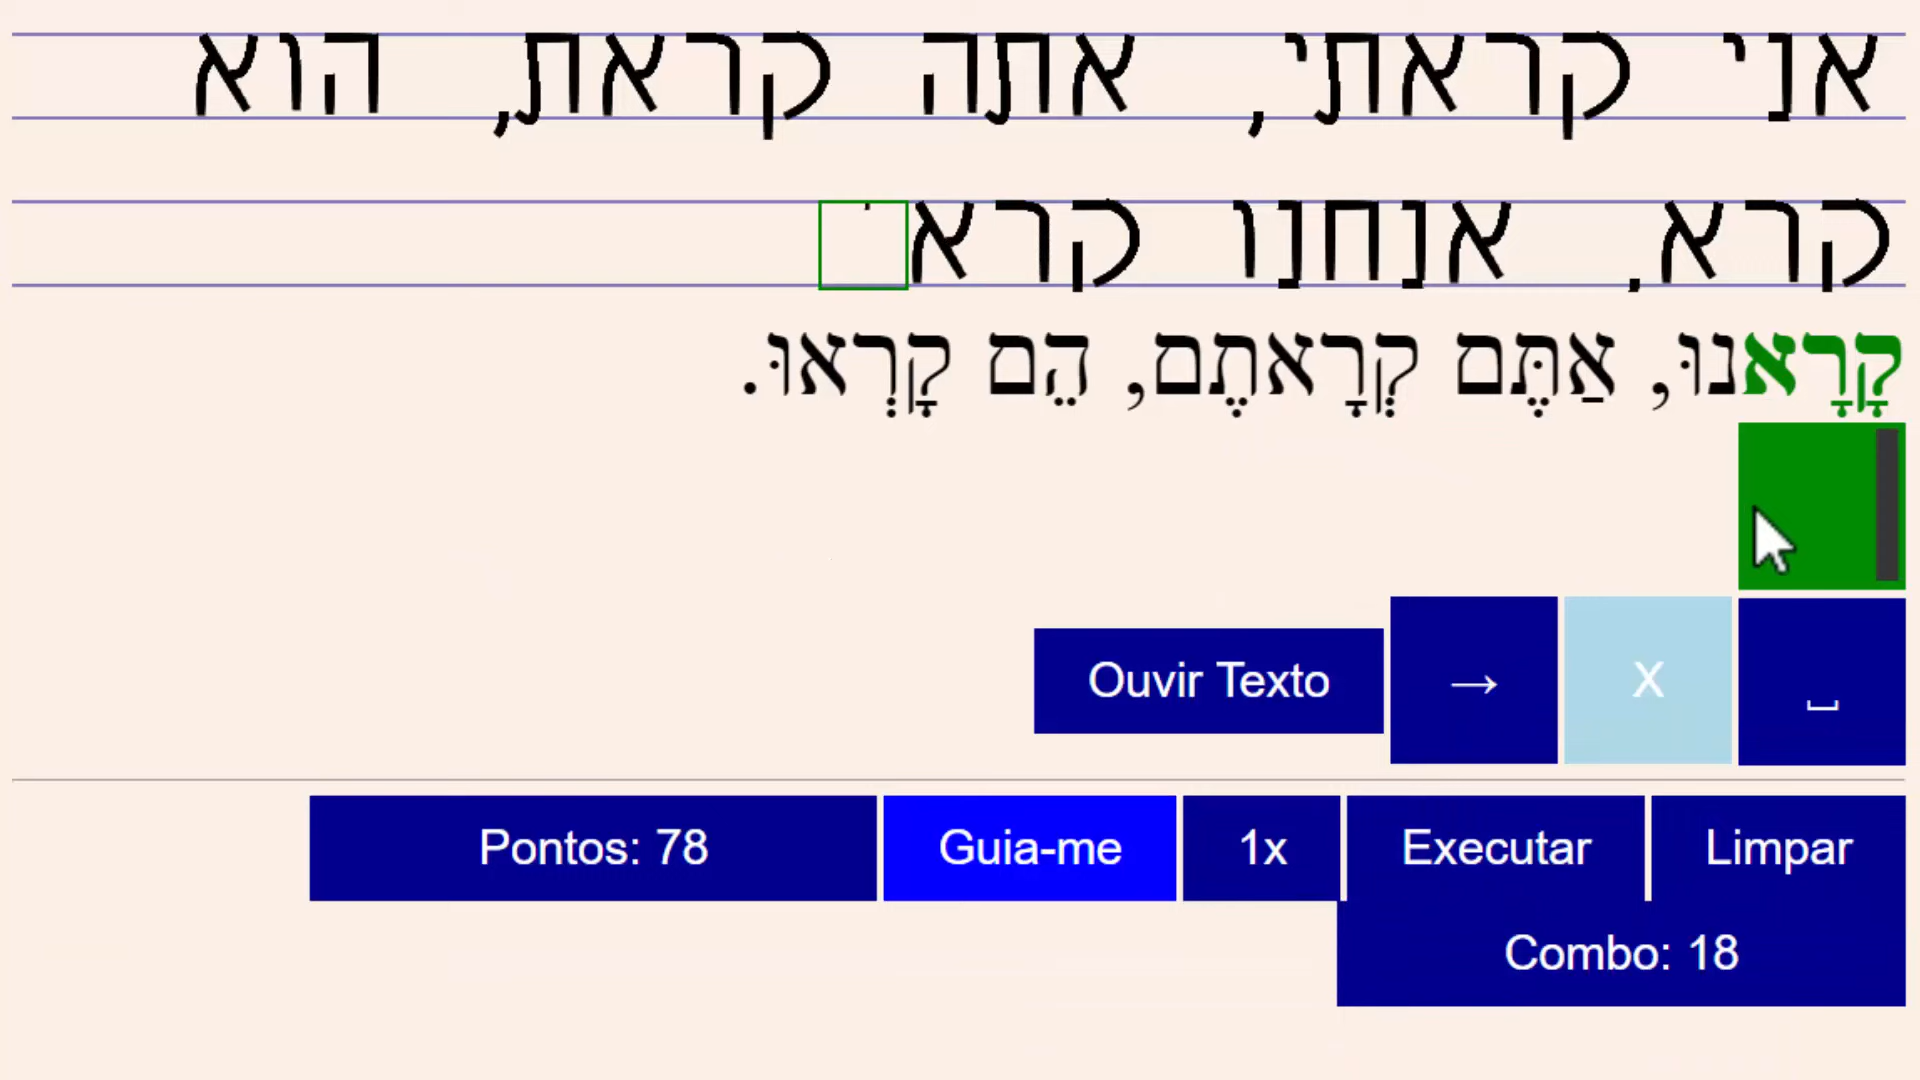 אני קראתי, אתה קראת, הוא
קרא, אנחנו קרא
קָרָאנוּ, אַתֶּם קְרָאתֶם, הֵם קָרְאוּ.
Ouvir Texto → X ⎵
Pontos: 78 Guia-me 1x Executar Limpar
Combo: 18